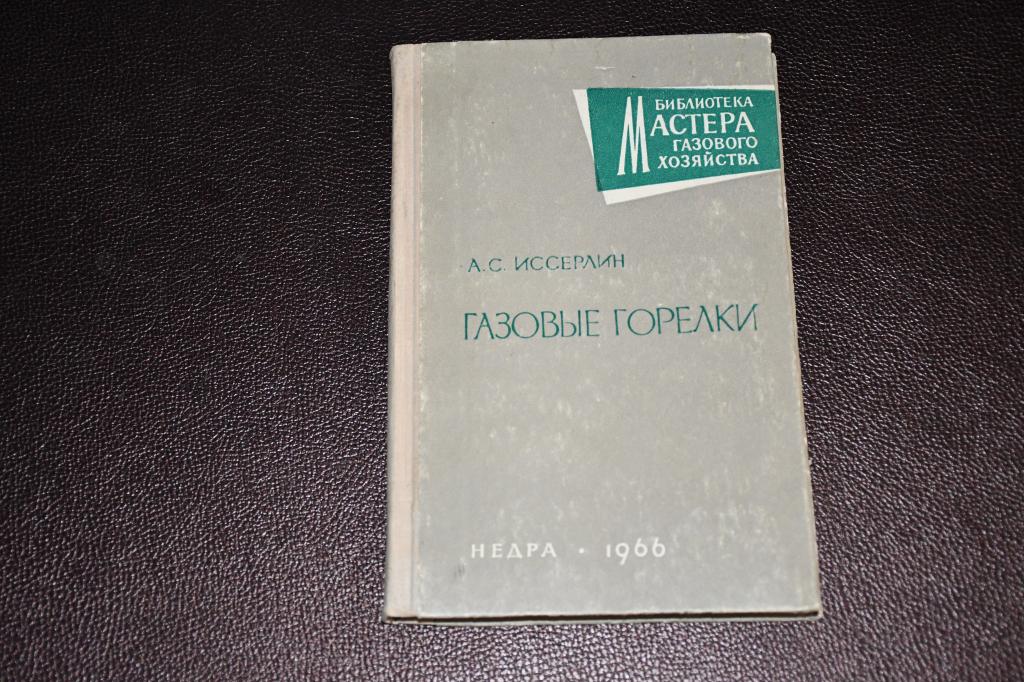 БИБЛИОТЕКА
МАСТЕРА
ГАЗОВОГО
ХОЗЯЙСТВА
А.С. ИССЕРЛИН
ГАЗОВЫЕ ГОРЕЛКИ
НЕДРА • 1966